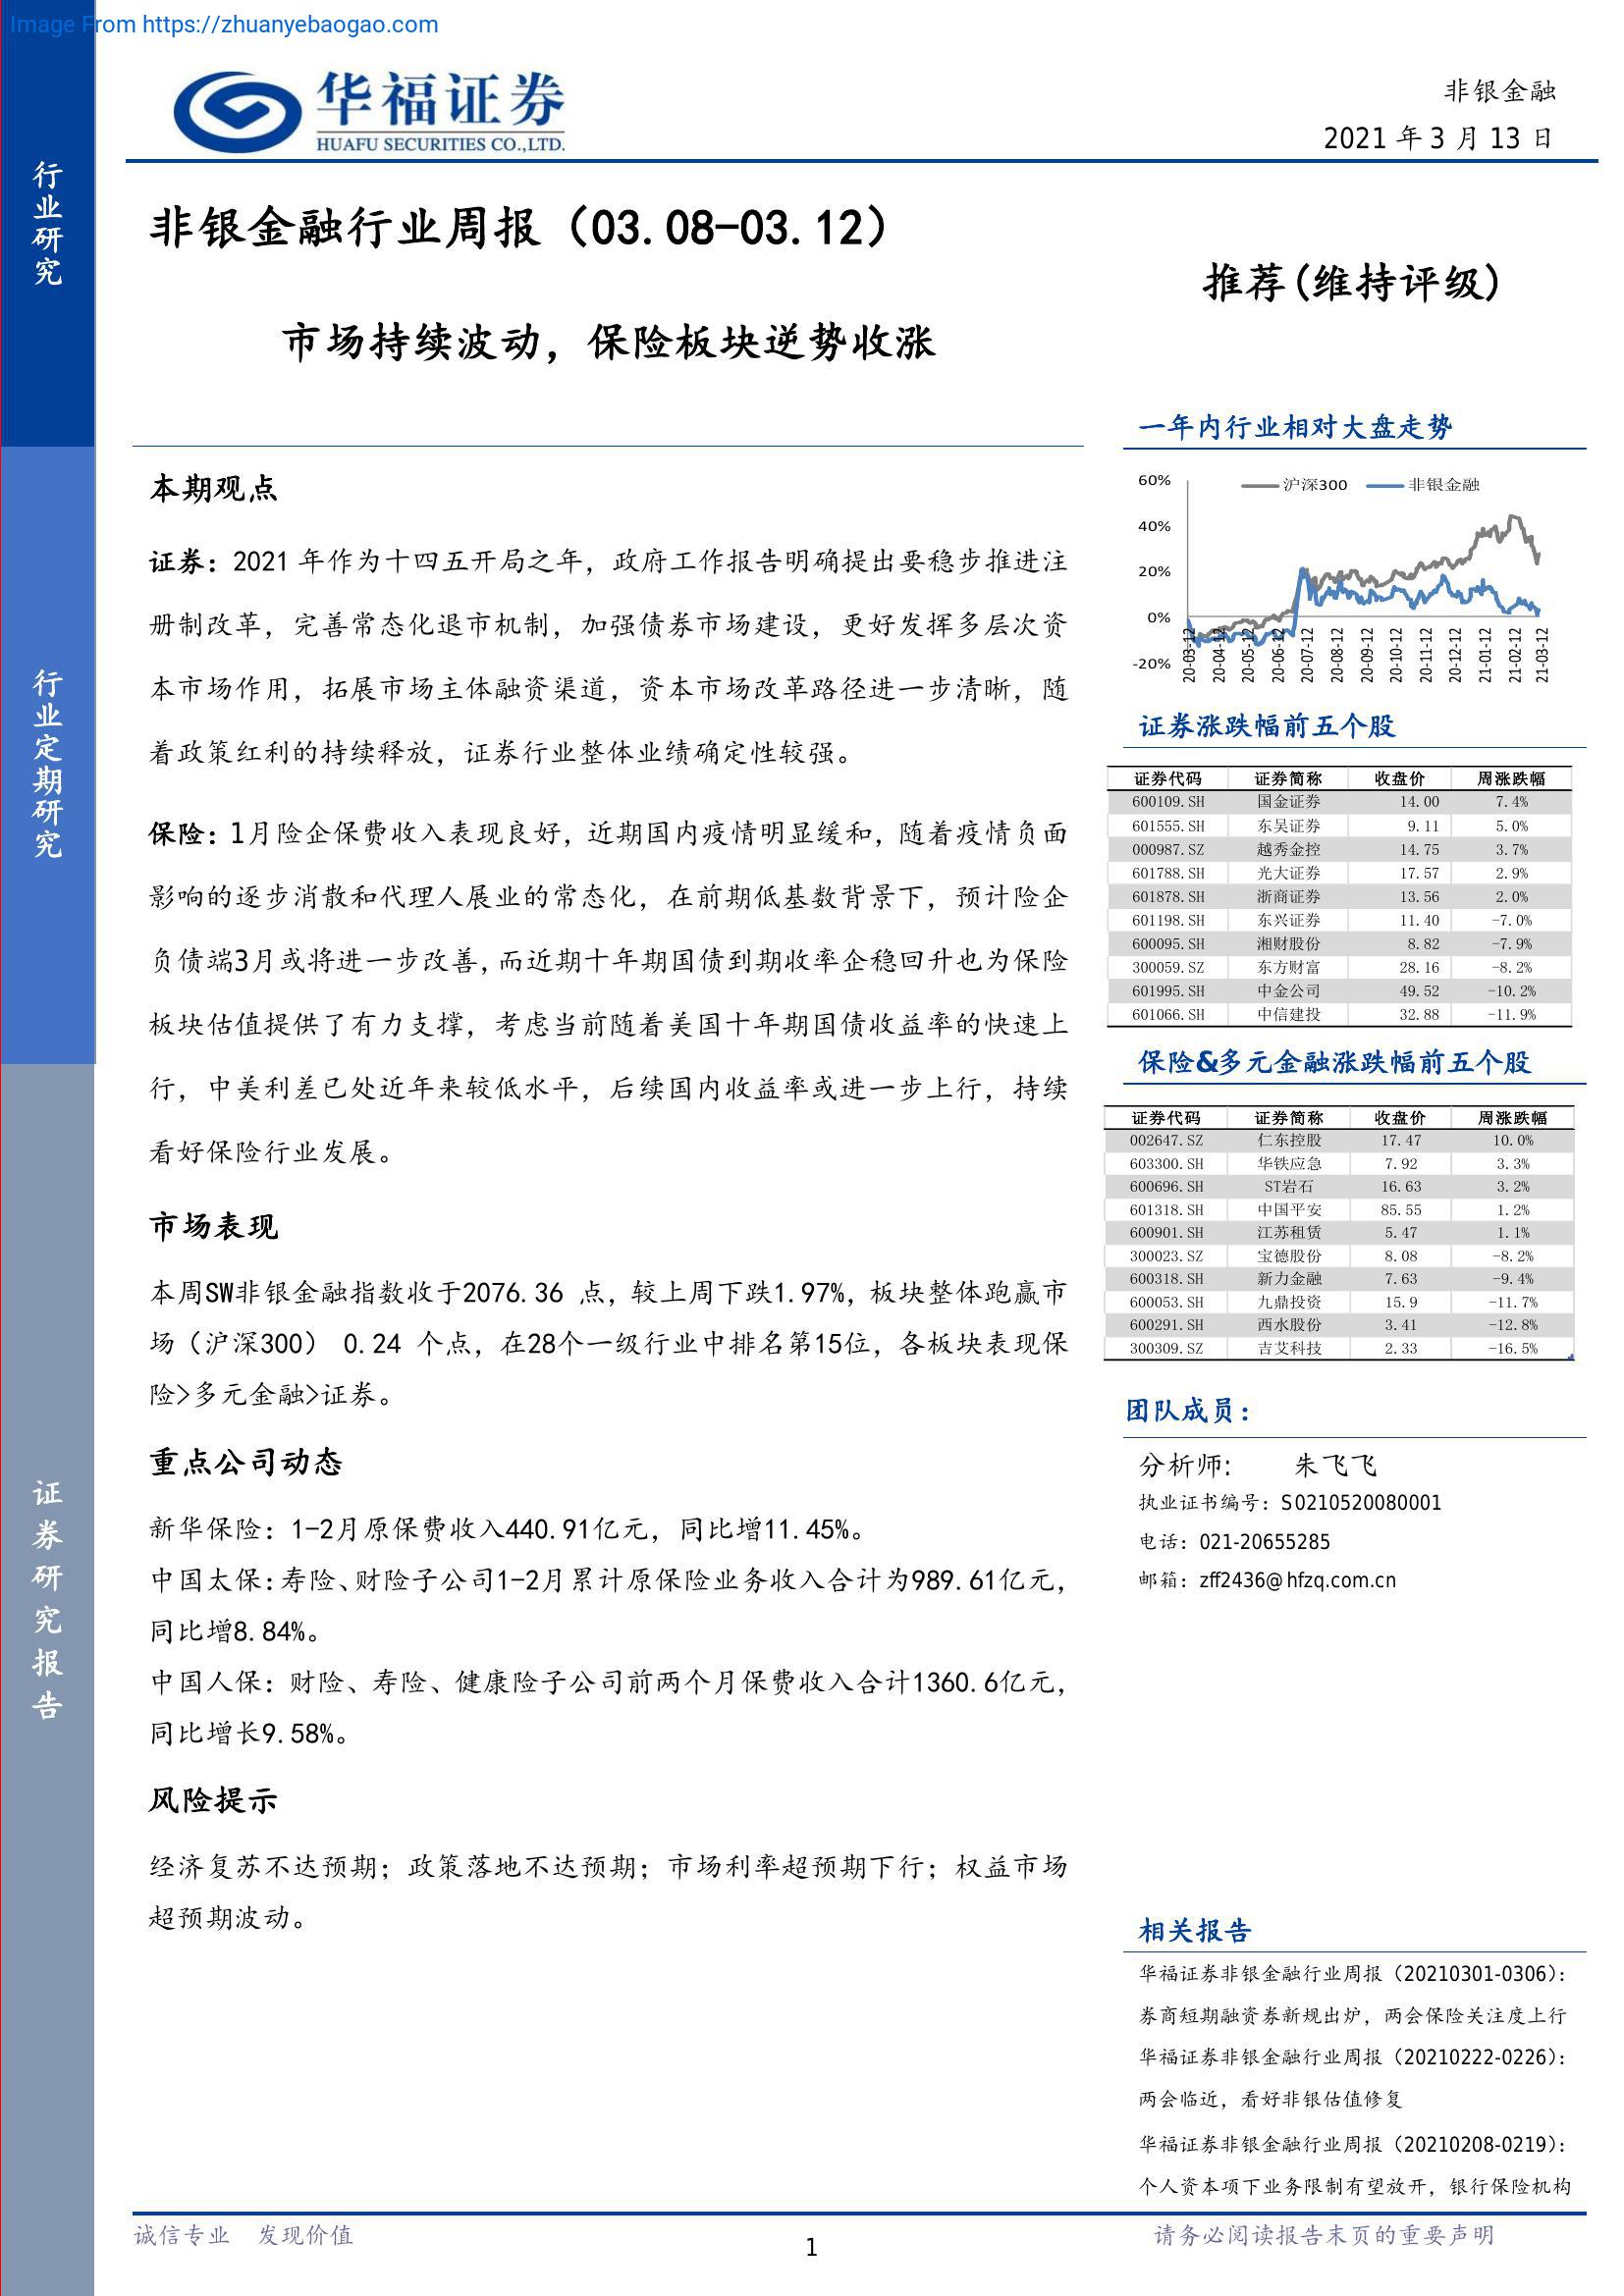 Image From https://zhuanyebaogao.com
华福证券
HUAFU SECURITIES CO.,LTD.
非银金融
2021 年 3 月 13 日
行业研究
行业定期研究
证券研究报告
非银金融行业周报（03.08-03.12）
市场持续波动，保险板块逆势收涨
推荐(维持评级)
本期观点
证券：2021 年作为十四五开局之年，政府工作报告明确提出要稳步推进注
册制改革，完善常态化退市机制，加强债券市场建设，更好发挥多层次资
本市场作用，拓展市场主体融资渠道，资本市场改革路径进一步清晰，随
着政策红利的持续释放，证券行业整体业绩确定性较强。
保险：1月险企保费收入表现良好，近期国内疫情明显缓和，随着疫情负面
影响的逐步消散和代理人展业的常态化，在前期低基数背景下，预计险企
负债端3月或将进一步改善，而近期十年期国债到期收率企稳回升也为保险
板块估值提供了有力支撑，考虑当前随着美国十年期国债收益率的快速上
行，中美利差已处近年来较低水平，后续国内收益率或进一步上行，持续
看好保险行业发展。
市场表现
本周SW非银金融指数收于2076.36 点，较上周下跌1.97%，板块整体跑赢市
场（沪深300） 0.24 个点，在28个一级行业中排名第15位，各板块表现保
险>多元金融>证券。
重点公司动态
新华保险：1-2月原保费收入440.91亿元，同比增11.45%。
中国太保：寿险、财险子公司1-2月累计原保险业务收入合计为989.61亿元，
同比增8.84%。
中国人保：财险、寿险、健康险子公司前两个月保费收入合计1360.6亿元，
同比增长9.58%。
风险提示
经济复苏不达预期；政策落地不达预期；市场利率超预期下行；权益市场
超预期波动。
一年内行业相对大盘走势
沪深300 非银金融
60%
40%
20%
0%
-20%
20-03-12 20-04-12 20-05-12 20-06-12 20-07-12 20-08-12 20-09-12 20-10-12 20-11-12 20-12-12 21-01-12 21-02-12 21-03-12
证券涨跌幅前五个股
证券代码 证券简称 收盘价 周涨跌幅
600109.SH 国金证券 14.00 7.4%
601555.SH 东吴证券 9.11 5.0%
000987.SZ 越秀金控 14.75 3.7%
601788.SH 光大证券 17.57 2.9%
601878.SH 浙商证券 13.56 2.0%
601198.SH 东兴证券 11.40 -7.0%
600095.SH 湘财股份 8.82 -7.9%
300059.SZ 东方财富 28.16 -8.2%
601995.SH 中金公司 49.52 -10.2%
601066.SH 中信建投 32.88 -11.9%
保险&多元金融涨跌幅前五个股
证券代码 证券简称 收盘价 周涨跌幅
002647.SZ 仁东控股 17.47 10.0%
603300.SH 华铁应急 7.92 3.3%
600696.SH ST岩石 16.63 3.2%
601318.SH 中国平安 85.55 1.2%
600901.SH 江苏租赁 5.47 1.1%
300023.SZ 宝德股份 8.08 -8.2%
600318.SH 新力金融 7.63 -9.4%
600053.SH 九鼎投资 15.9 -11.7%
600291.SH 西水股份 3.41 -12.8%
300309.SZ 吉艾科技 2.33 -16.5%
团队成员：
分析师: 朱飞飞
执业证书编号：S0210520080001
电话：021-20655285
邮箱：zff2436@hfzq.com.cn
相关报告
华福证券非银金融行业周报（20210301-0306）：
券商短期融资券新规出炉，两会保险关注度上行
华福证券非银金融行业周报（20210222-0226）：
两会临近，看好非银估值修复
华福证券非银金融行业周报（20210208-0219）：
个人资本项下业务限制有望放开，银行保险机构
诚信专业 发现价值
1
请务必阅读报告末页的重要声明